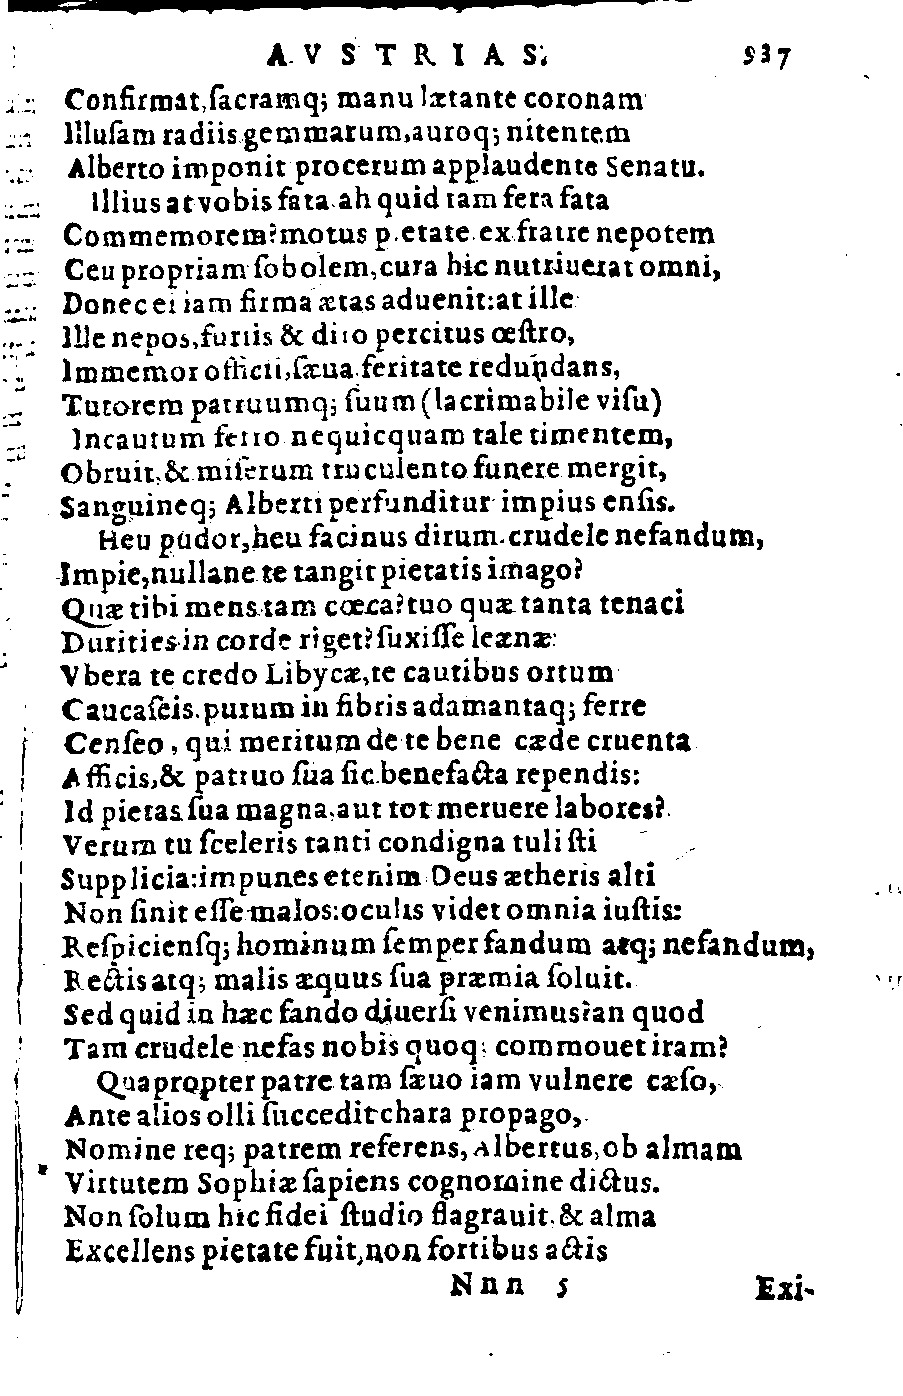 AVSTRIAS. 937
Confirmat, ſacramq; manu lætante coronam
Illuſam radiis gemmarum, auroq; nitentem
Alberto imponit procerum applaudente Senatu.
Illius at vobis fata ah quid tam fera fata
Commemorem? motus pietate ex fratre nepotem
Ceu propriam ſobolem, cura hic nutriuerat omni,
Donec ei iam firma ætas aduenit: at ille
Ille nepos, furiis & diro percitus œſtro,
Immemor officii, ſæua feritate redundans,
Tutorem patruumq; ſuum (lacrimabile viſu)
Incautum ferro nequicquam tale timentem,
Obruit, & miſerum truculento funere mergit,
Sanguineq; Alberti perfunditur impius enſis.
Heu pudor, heu facinus dirum. crudele nefandum,
Impie, nullane te tangit pietatis imago?
Quæ tibi mens tam cœca? tuo quæ tanta tenaci
Durities in corde riget? ſuxiſſe leænæ
Vbera te credo Libycæ, te cautibus ortum
Caucaſeis. purum in fibris adamantaq; ferre
Cenſeo, qui meritum de te bene cæde cruenta
Afficis, & patruo ſua ſic benefacta rependis:
Id pietas ſua magna, aut tot meruere labores?
Verum tu ſceleris tanti condigna tuliſti
Supplicia: impunes etenim Deus ætheris alti
Non ſinit eſſe malos: oculis videt omnia iuſtis:
Reſpicienſq; hominum ſemper fandum atq; nefandum,
Rectis atq; malis æquus ſua præmia ſoluit.
Sed quid in hæc fando diuerſi venimus? an quod
Tam crudele nefas nobis quoq; commouet iram?
Quapropter patre tam ſæuo iam vulnere cæſo,
Ante alios olli ſuccedit chara propago,
Nomine req; patrem referens, Albertus, ob almam
Virtutem Sophiæ ſapiens cognomine dictus.
Non ſolum hic fidei ſtudio flagrauit, & alma
Excellens pietate fuit, non fortibus actis
Nnn 5 Exi-